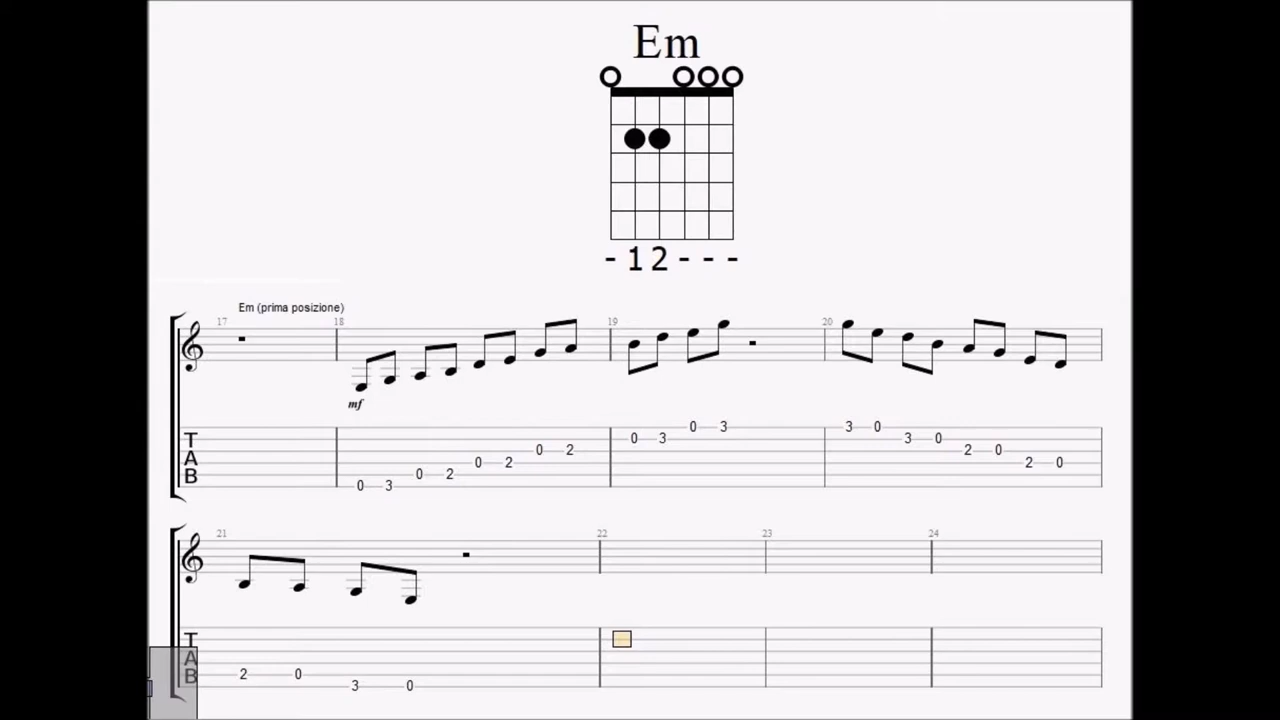 Em
- 1 2 - - -
Em (prima posizione)
17 18 19 20
mf
T
A
B
3 3 0
0 3 0 3 0
0 2 2 0
0 2 2 0
0 2
0 3
21 22 23 24
T
A
B
2 0
3 0